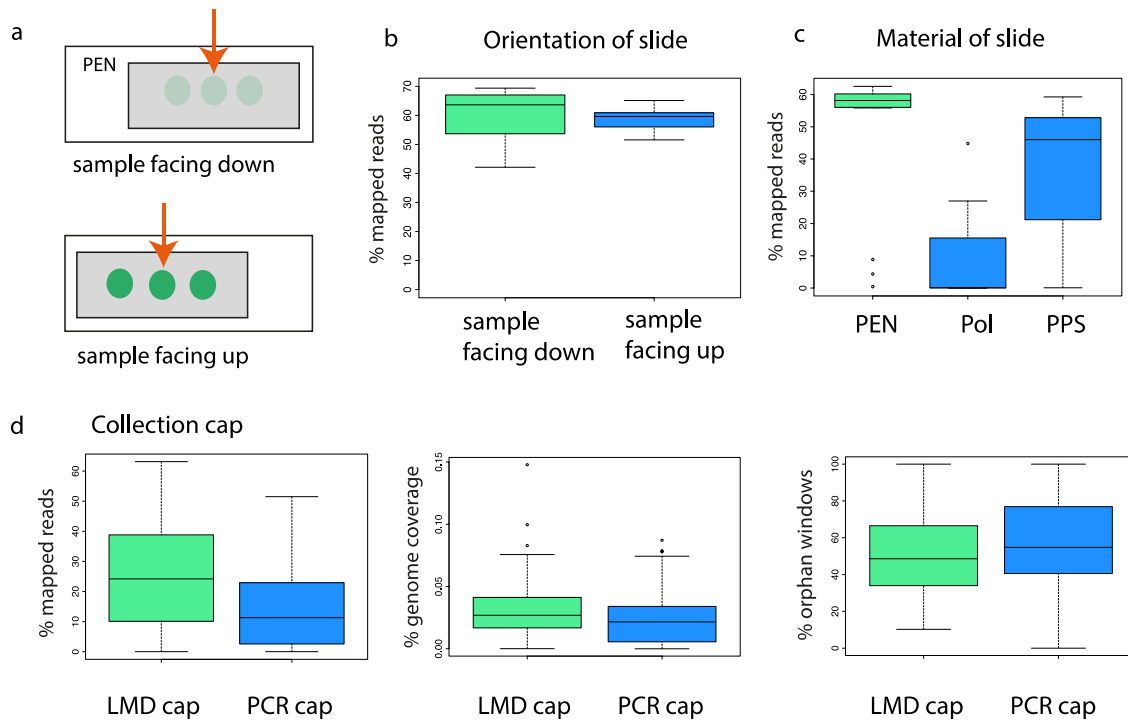 a
PEN
sample facing down
sample facing up
b
Orientation of slide
% mapped reads
70
60
50
40
30
20
10
0
sample
facing down
sample
facing up
c
Material of slide
% mapped reads
60
50
40
30
20
10
0
PEN
Pol
PPS
d
Collection cap
% mapped reads
60
50
40
30
20
10
0
LMD cap
PCR cap
% genome coverage
0.15
0.10
0.05
0.00
LMD cap
PCR cap
% orphan windows
100
80
60
40
20
0
LMD cap
PCR cap